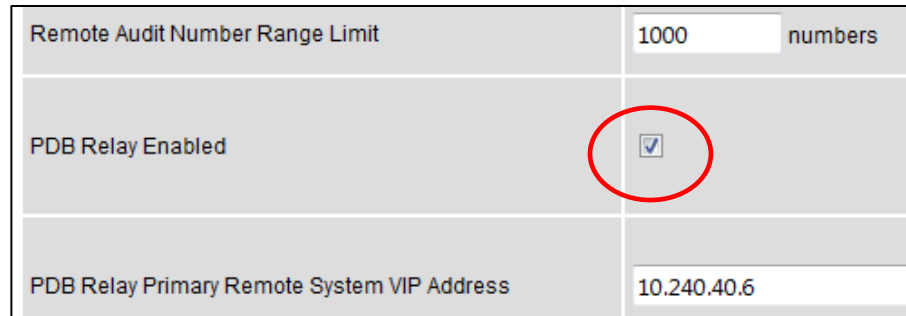 Remote Audit Number Range Limit 1000 numbers
PDB Relay Enabled
PDB Relay Primary Remote System VIP Address 10.240.40.6